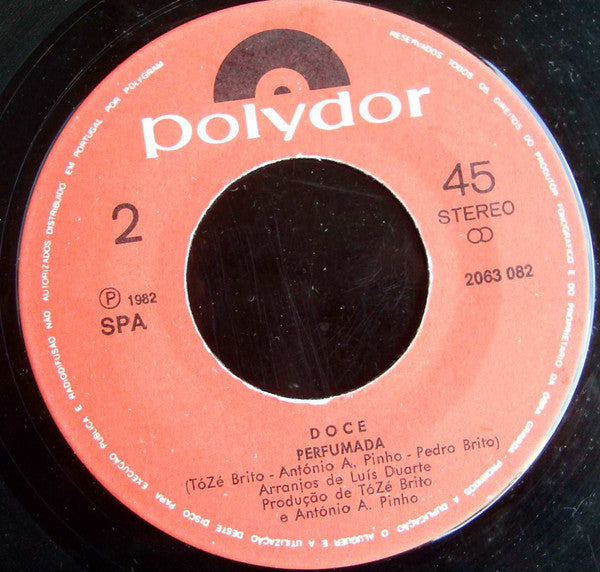 polydor
2
45
STEREO
2063 082
℗ 1982
SPA
DOCE
PERFUMADA
(TóZé Brito - António A. Pinho - Pedro Brito)
Arranjos de Luís Duarte
Produção de TóZé Brito
e António A. Pinho
RESERVADOS TODOS OS DIREITOS DO PRODUTOR FONOGRÁFICO E DO PROPRIETÁRIO DA OBRA GRAVADA PROIBIDOS A DUPLICAÇÃO, O ALUGUER E A UTILIZAÇÃO DESTE DISCO PARA EXECUÇÃO PÚBLICA E RADIODIFUSÃO NÃO AUTORIZADOS DISTRIBUIDO EM PORTUGAL POR POLYGRAM